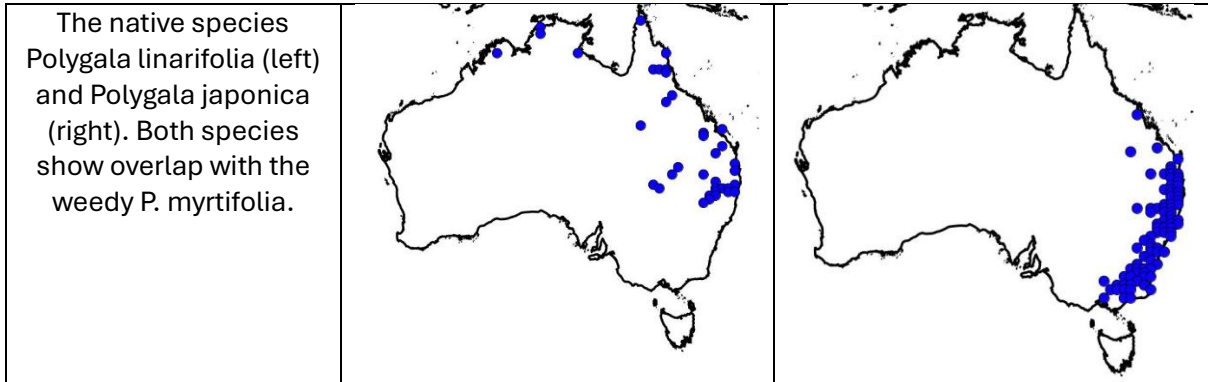 The native species
Polygala linarifolia (left)
and Polygala japonica
(right). Both species
show overlap with the
weedy P. myrtifolia.